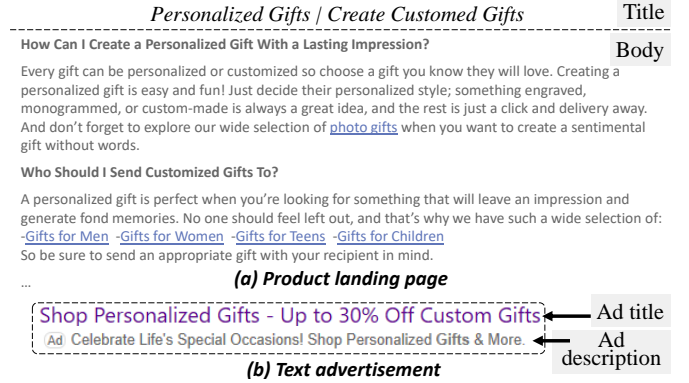 Personalized Gifts | Create Customed Gifts
Title
How Can I Create a Personalized Gift With a Lasting Impression?
Body
Every gift can be personalized or customized so choose a gift you know they will love. Creating a
personalized gift is easy and fun! Just decide their personalized style; something engraved,
monogrammed, or custom-made is always a great idea, and the rest is just a click and delivery away.
And don't forget to explore our wide selection of photo gifts when you want to create a sentimental
gift without words.
Who Should I Send Customized Gifts To?
A personalized gift is perfect when you're looking for something that will leave an impression and
generate fond memories. No one should feel left out, and that's why we have such a wide selection of:
-Gifts for Men -Gifts for Women -Gifts for Teens -Gifts for Children
So be sure to send an appropriate gift with your recipient in mind.
...
(a) Product landing page
Shop Personalized Gifts - Up to 30% Off Custom Gifts
Ad title
Ad Celebrate Life's Special Occasions! Shop Personalized Gifts & More.
Ad
description
(b) Text advertisement